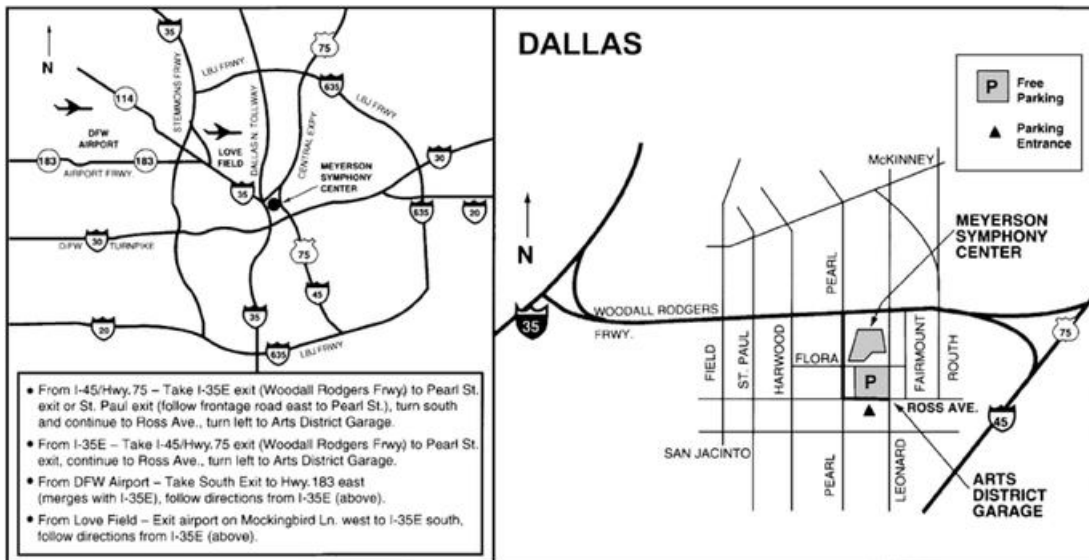 35
75
N
LBJ FRWY.
STEMMONS FRWY
635
LBJ FRWY
114
DALLAS N. TOLLWAY
CENTRAL EXPY
DFW
AIRPORT
LOVE
FIELD
183
183
AIRPORT FRWY.
30
MEYERSON
SYMPHONY
CENTER
35
635
20
DFW
30
TURNPIKE
75
45
35
20
635
LBJ FRWY.
• From I-45/Hwy.75 – Take I-35E exit (Woodall Rodgers Frwy) to Pearl St.
exit or St. Paul exit (follow frontage road east to Pearl St.), turn south
and continue to Ross Ave., turn left to Arts District Garage.
• From I-35E – Take I-45/Hwy.75 exit (Woodall Rodgers Frwy) to Pearl St.
exit, continue to Ross Ave., turn left to Arts District Garage.
• From DFW Airport – Take South Exit to Hwy.183 east
(merges with I-35E), follow directions from I-35E (above).
• From Love Field – Exit airport on Mockingbird Ln. west to I-35E south,
follow directions from I-35E (above).
DALLAS
P
Free
Parking
Parking
Entrance
McKINNEY
N
MEYERSON
SYMPHONY
CENTER
PEARL
WOODALL RODGERS
FRWY.
35
75
FIELD
ST. PAUL
HARWOOD
FLORA
FAIRMOUNT
ROUTH
P
ROSS AVE.
45
SAN JACINTO
PEARL
LEONARD
ARTS
DISTRICT
GARAGE